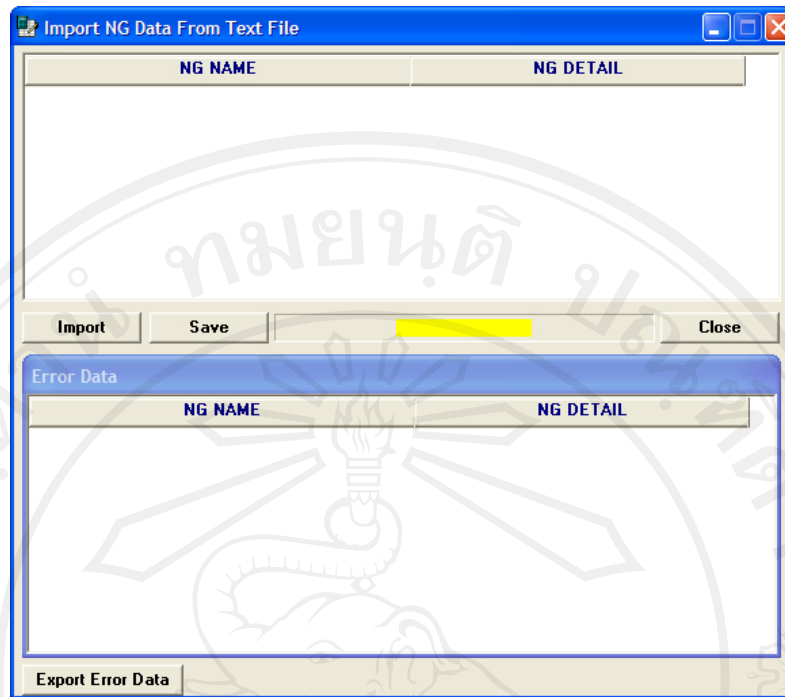 Import NG Data From Text File
NG NAME NG DETAIL
Import Save Close
Error Data
NG NAME NG DETAIL
Export Error Data